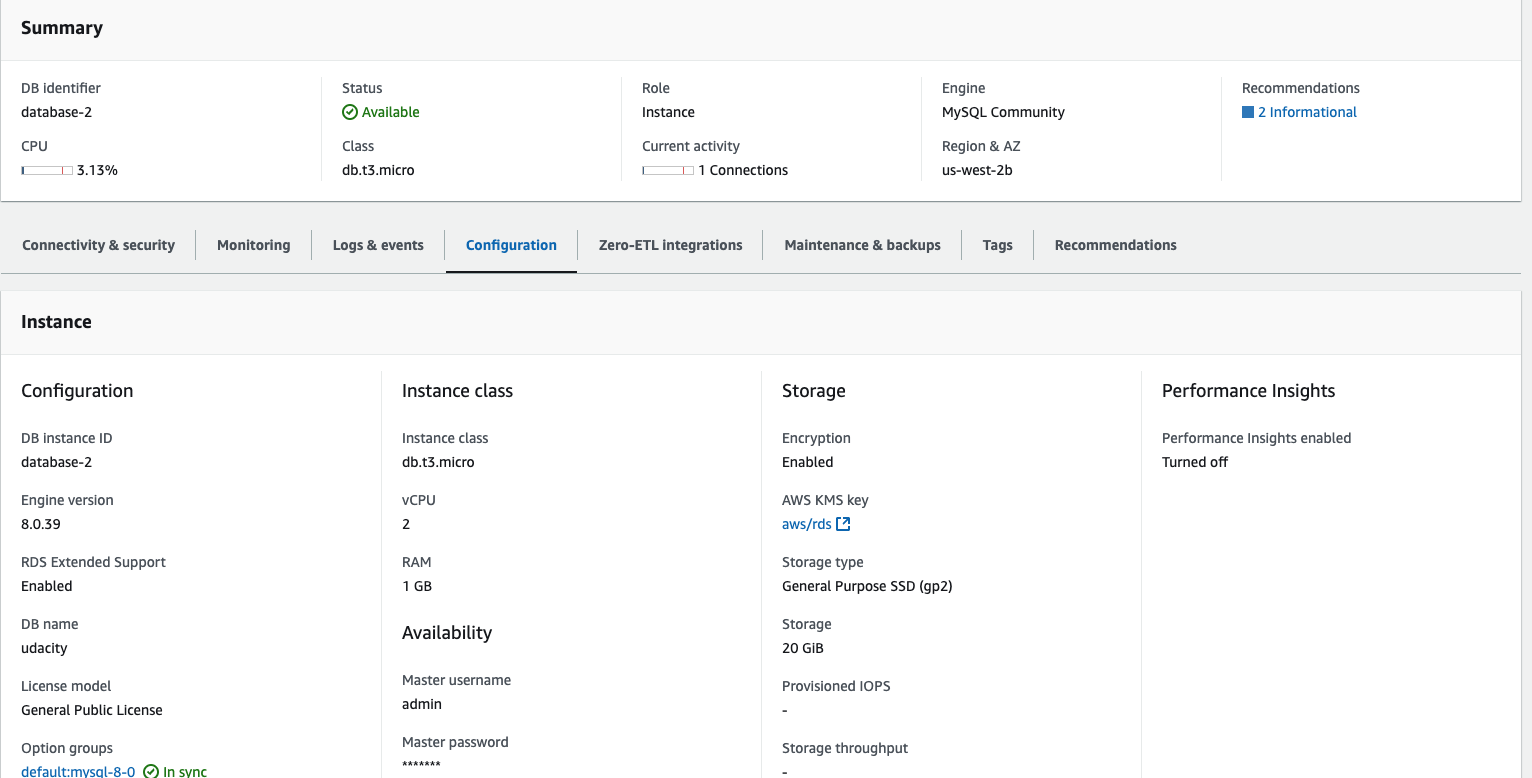 Summary
DB identifier
database-2
Status
Available
Role
Instance
Engine
MySQL Community
Recommendations
2 Informational
CPU
3.13%
Class
db.t3.micro
Current activity
1 Connections
Region & AZ
us-west-2b
Connectivity & security
Monitoring
Logs & events
Configuration
Zero-ETL integrations
Maintenance & backups
Tags
Recommendations
Instance
Configuration
DB instance ID
database-2
Engine version
8.0.39
RDS Extended Support
Enabled
DB name
udacity
License model
General Public License
Option groups
default:mysql-8-0 In sync
Instance class
Instance class
db.t3.micro
vCPU
2
RAM
1 GB
Availability
Master username
admin
Master password
*******
Storage
Encryption
Enabled
AWS KMS key
aws/rds
Storage type
General Purpose SSD (gp2)
Storage
20 GiB
Provisioned IOPS
-
Storage throughput
-
Performance Insights
Performance Insights enabled
Turned off